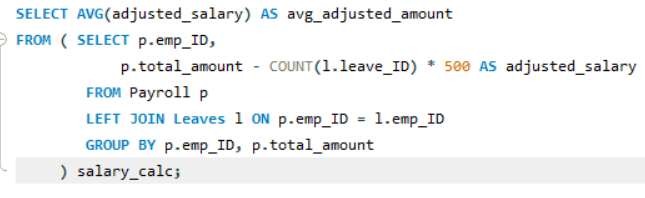 SELECT AVG(adjusted_salary) AS avg_adjusted_amount
FROM ( SELECT p.emp_ID,
p.total_amount - COUNT(l.leave_ID) * 500 AS adjusted_salary
FROM Payroll p
LEFT JOIN Leaves l ON p.emp_ID = l.emp_ID
GROUP BY p.emp_ID, p.total_amount
) salary_calc;